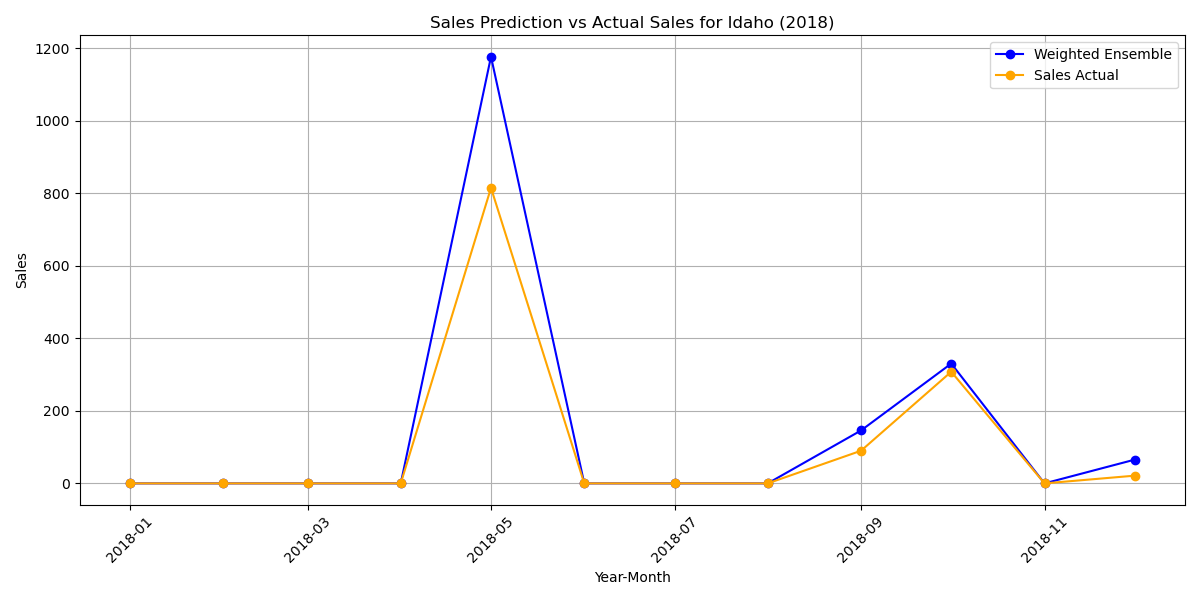 Sales Prediction vs Actual Sales for Idaho (2018)
Weighted Ensemble
Sales Actual
1200
1000
800
600
400
200
0
Sales
2018-01
2018-03
2018-05
2018-07
2018-09
2018-11
Year-Month